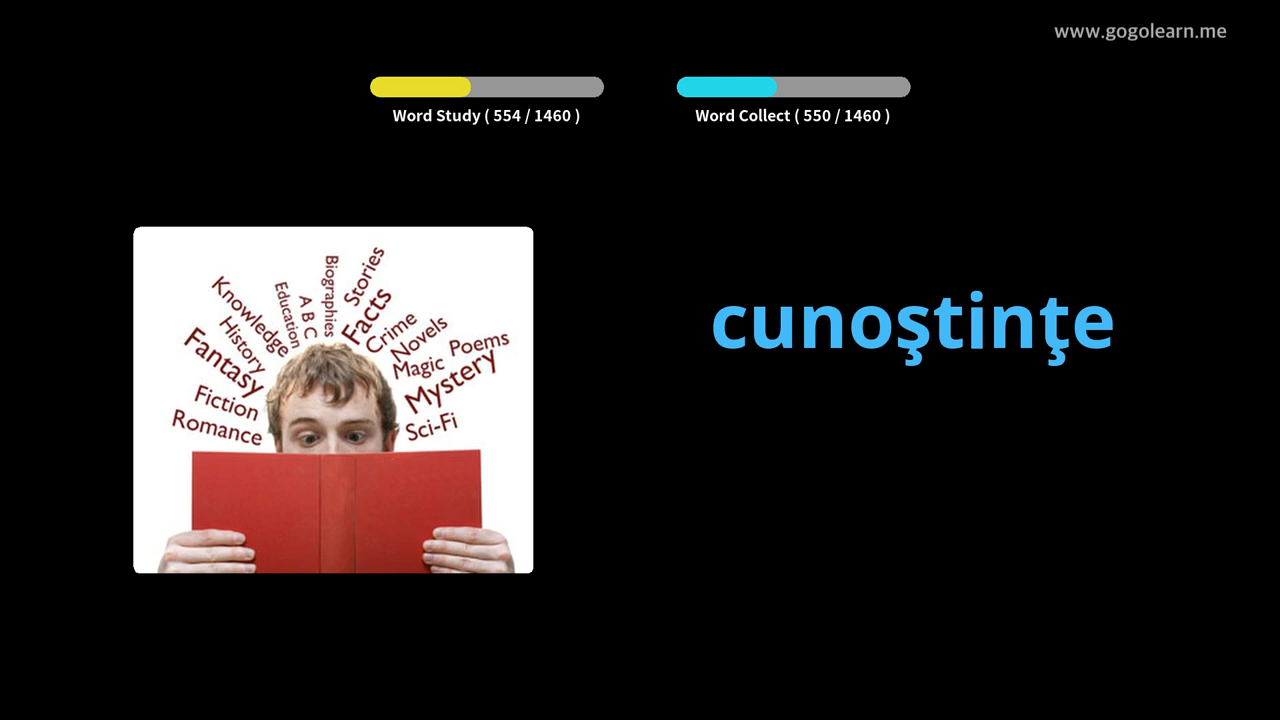 www.gogolearn.me
Word Study ( 554 / 1460 )
Word Collect ( 550 / 1460 )
cunoştinţe
Biographies
Stories
Knowledge
Education
A B C
Facts
History
Crime
Novels
Fantasy
Magic
Poems
Mystery
Fiction
Romance
Sci-Fi